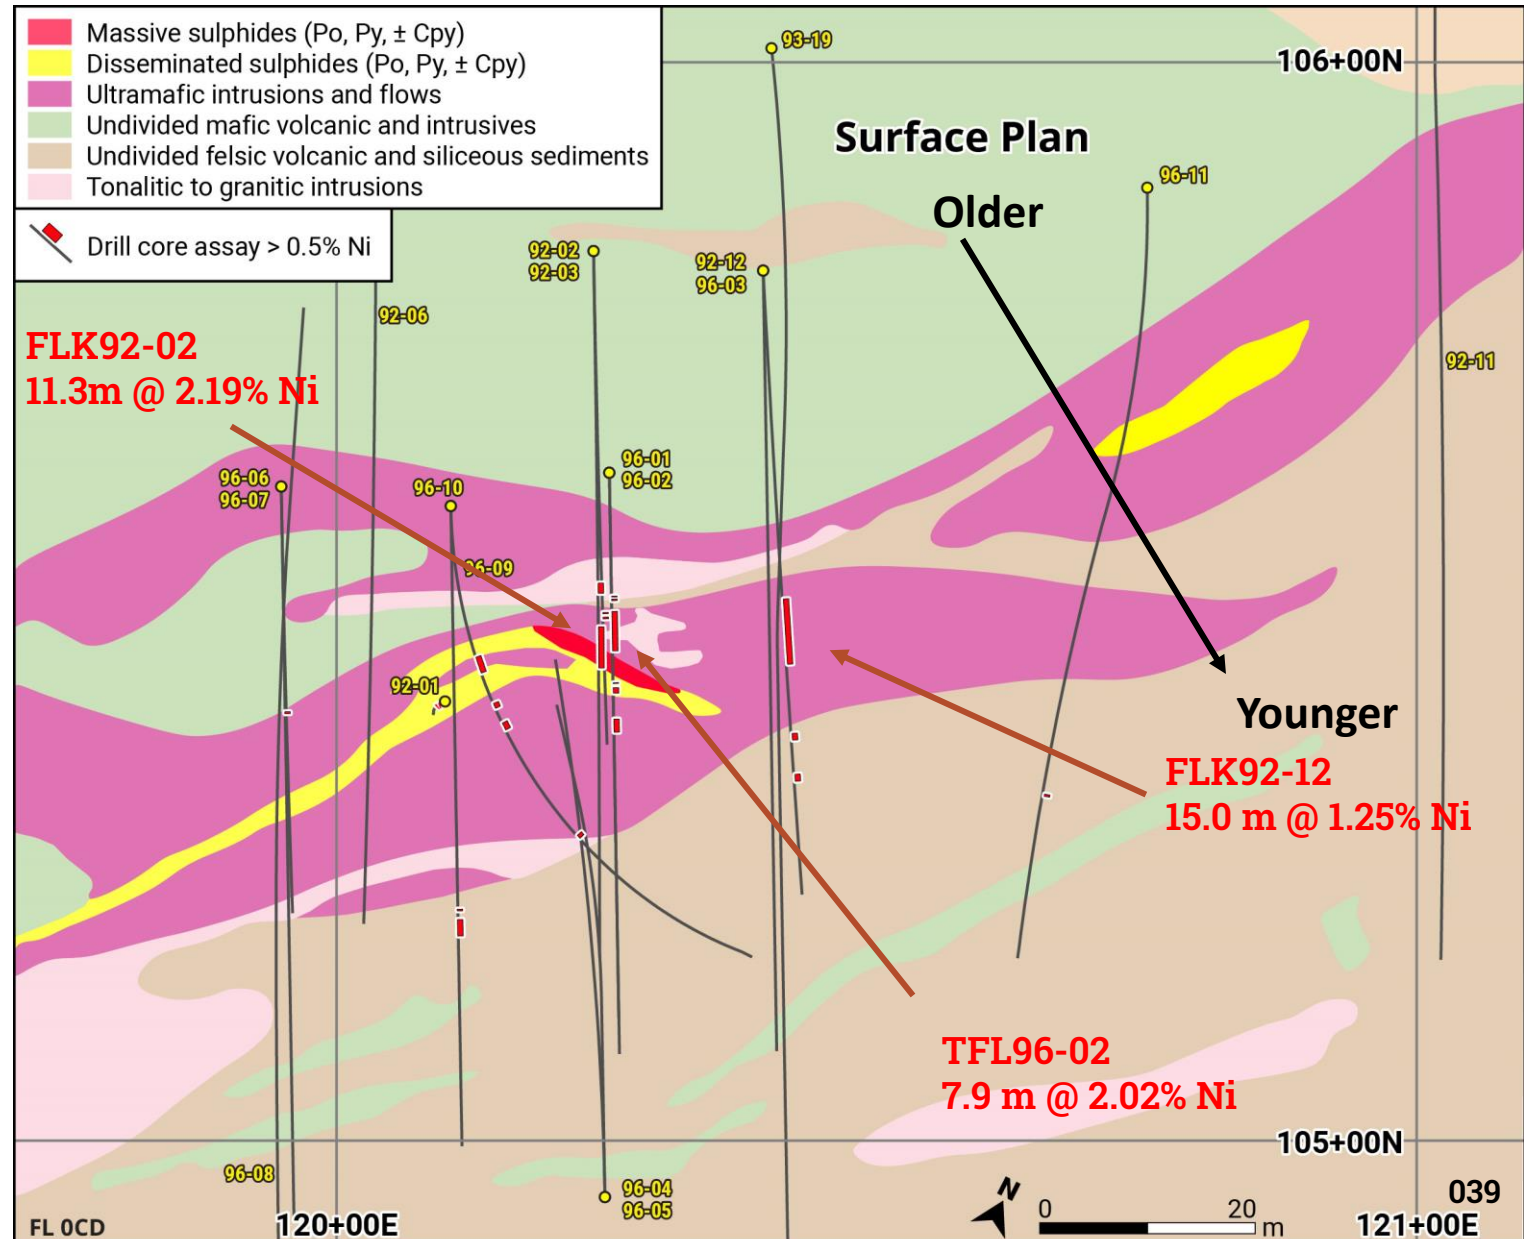 Massive sulphides (Po, Py, ± Cpy)
Disseminated sulphides (Po, Py, ± Cpy)
Ultramafic intrusions and flows
Undivided mafic volcanic and intrusives
Undivided felsic volcanic and siliceous sediments
Tonalitic to granitic intrusions
Drill core assay > 0.5% Ni
93-19
106+00N
Surface Plan
Older
96-11
92-02
92-03
92-12
96-03
92-06
FLK92-02
11.3m @ 2.19% Ni
92-11
96-01
96-02
96-06
96-07
96-10
96-09
92-01
Younger
FLK92-12
15.0 m @ 1.25% Ni
TFL96-02
7.9 m @ 2.02% Ni
105+00N
96-08
96-04
96-05
N
0 20 m
039
FL 0CD
120+00E
121+00E